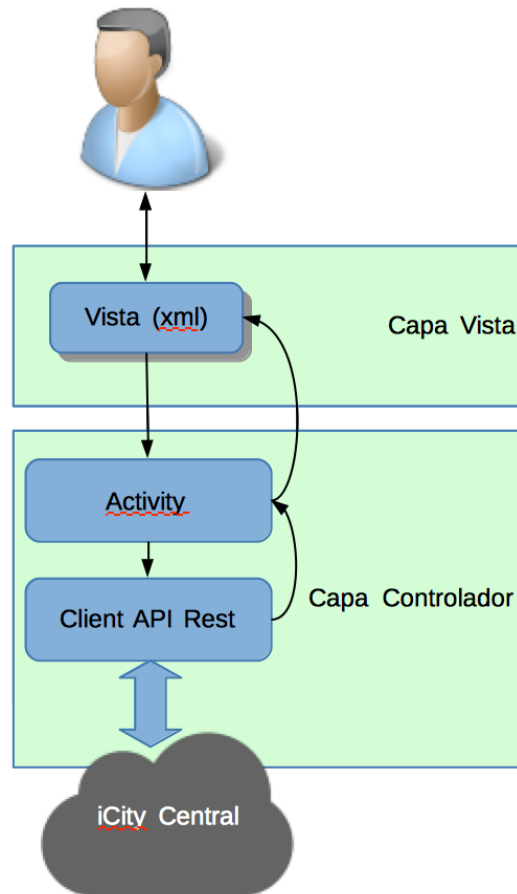 Vista (xml)
Capa Vista
Activity
Client API Rest
Capa Controlador
iCity Central